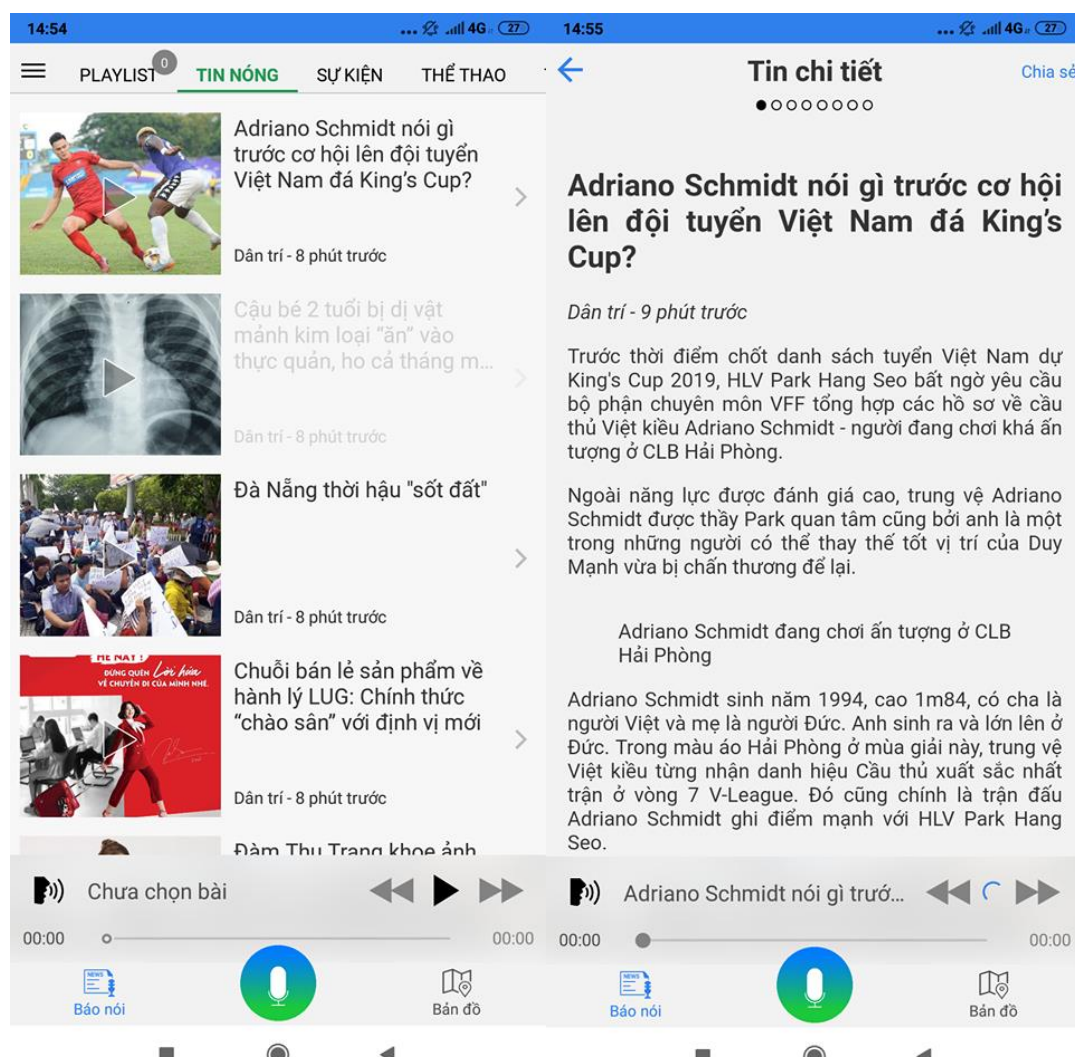 14:54
... 4G 27
PLAYLIST 0 TIN NÓNG SỰ KIỆN THỂ THAO
Adriano Schmidt nói gì
trước cơ hội lên đội tuyển
Việt Nam đá King's Cup?
Dân trí - 8 phút trước
Cậu bé 2 tuổi bị dị vật
mảnh kim loại “ăn” vào
thực quản, ho cả tháng m...
Dân trí - 8 phút trước
Đà Nẵng thời hậu "sốt đất"
Dân trí - 8 phút trước
HÈ NÀY !
ĐỪNG QUÊN Lời hứa
VỀ CHUYẾN ĐI CỦA MÌNH NHÉ.
Chuỗi bán lẻ sản phẩm về
hành lý LUG: Chính thức
“chào sân” với định vị mới
Dân trí - 8 phút trước
Đàm Thu Trang khoe ảnh
Chưa chọn bài
00:00 00:00
NEWS
Báo nói Bản đồ
14:55
... 4G 27
Tin chi tiết Chia sẻ
Adriano Schmidt nói gì trước cơ hội
lên đội tuyển Việt Nam đá King’s
Cup?
Dân trí - 9 phút trước
Trước thời điểm chốt danh sách tuyển Việt Nam dự
King's Cup 2019, HLV Park Hang Seo bất ngờ yêu cầu
bộ phận chuyên môn VFF tổng hợp các hồ sơ về cầu
thủ Việt kiều Adriano Schmidt - người đang chơi khá ấn
tượng ở CLB Hải Phòng.
Ngoài năng lực được đánh giá cao, trung vệ Adriano
Schmidt được thầy Park quan tâm cũng bởi anh là một
trong những người có thể thay thế tốt vị trí của Duy
Mạnh vừa bị chấn thương để lại.
Adriano Schmidt đang chơi ấn tượng ở CLB
Hải Phòng
Adriano Schmidt sinh năm 1994, cao 1m84, có cha là
người Việt và mẹ là người Đức. Anh sinh ra và lớn lên ở
Đức. Trong màu áo Hải Phòng ở mùa giải này, trung vệ
Việt kiều từng nhận danh hiệu Cầu thủ xuất sắc nhất
trận ở vòng 7 V-League. Đó cũng chính là trận đấu
Adriano Schmidt ghi điểm mạnh với HLV Park Hang
Seo.
Adriano Schmidt nói gì trướ...
00:00 00:00
NEWS
Báo nói Bản đồ